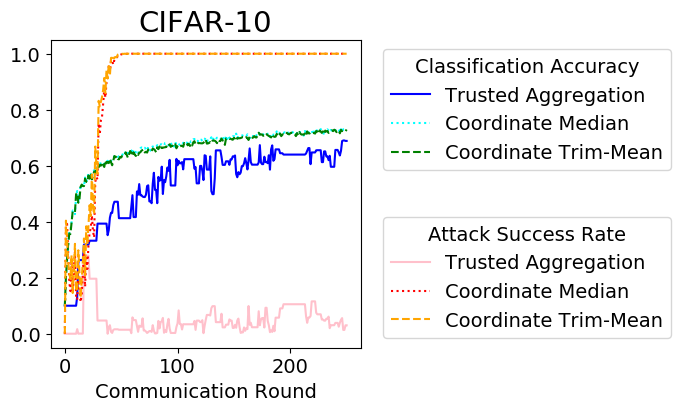 CIFAR-10
1.0
0.8
0.6
0.4
0.2
0.0
0
100
200
Communication Round
Classification Accuracy
Trusted Aggregation
Coordinate Median
Coordinate Trim-Mean
Attack Success Rate
Trusted Aggregation
Coordinate Median
Coordinate Trim-Mean